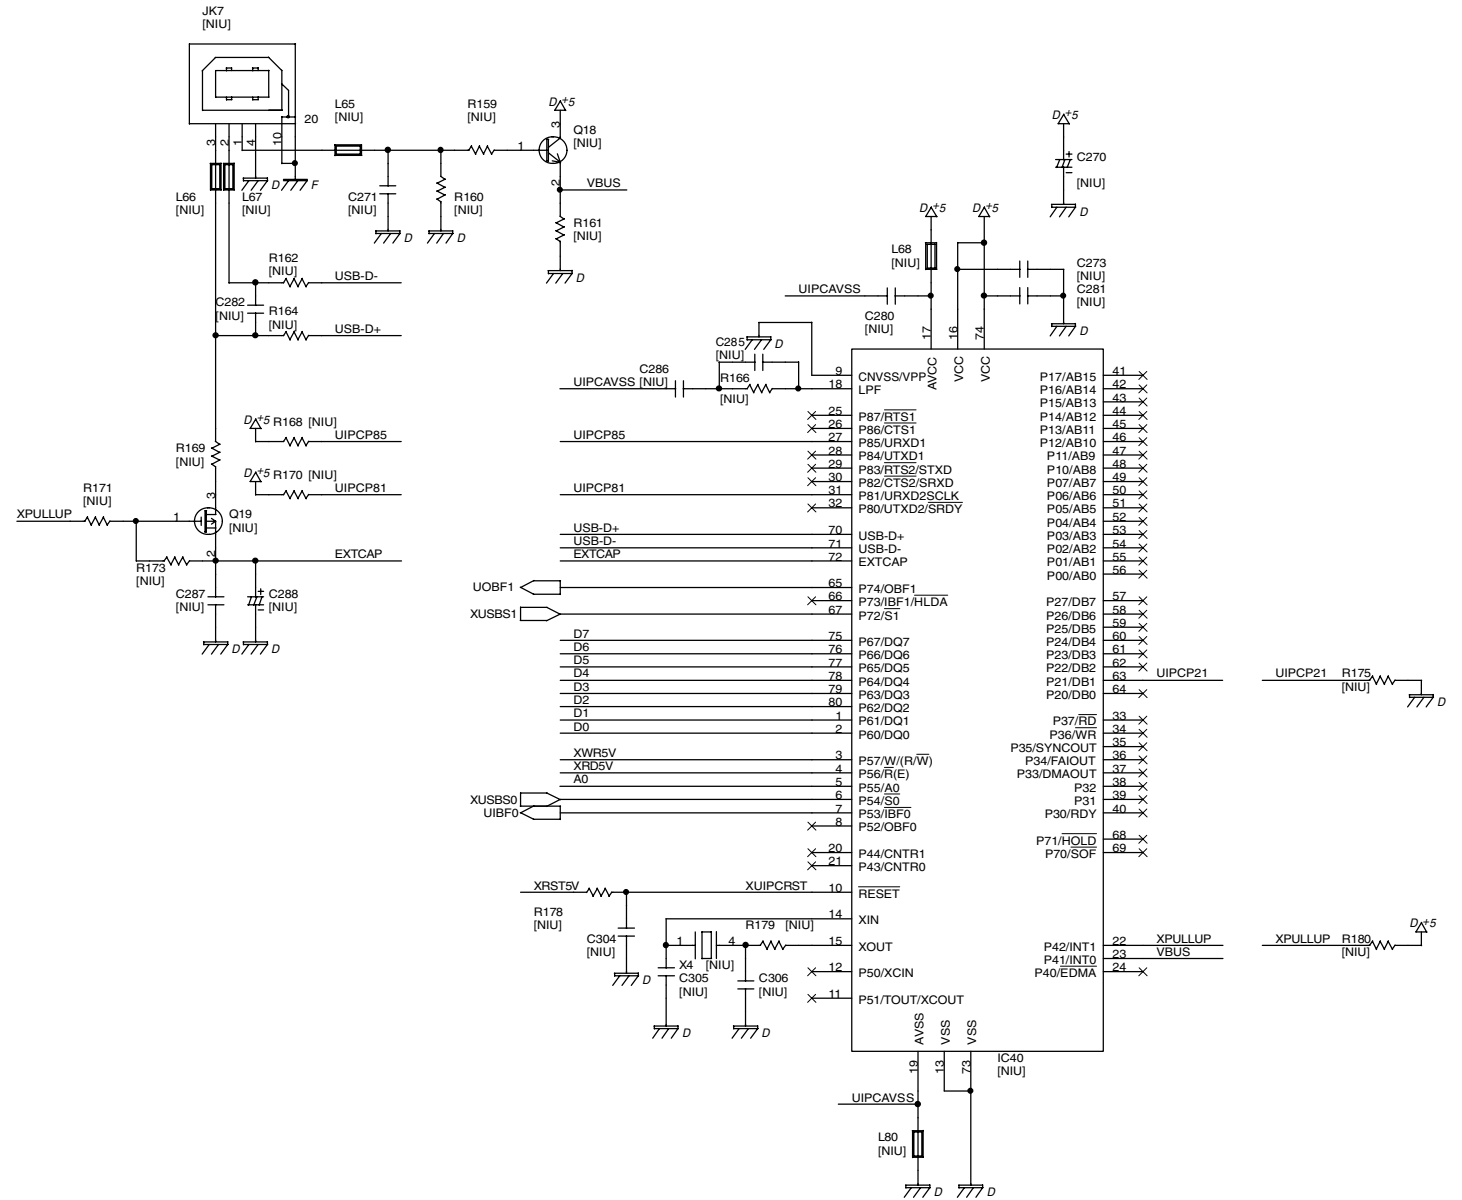 JK7
[NIU]
20
3
2
1
4
10
D
F
L65
[NIU]
R159
[NIU]
D +5
3
Q18
[NIU]
1
2
VBUS
L66
[NIU]
L67
[NIU]
C271
[NIU]
R160
[NIU]
R161
[NIU]
D
D
D
D +5
C270
[NIU]
D
R162
[NIU]
USB-D-
C282
[NIU]
R164
[NIU]
USB-D+
D +5
D +5
L68
[NIU]
C273
[NIU]
C281
[NIU]
UIPCAVSS
C280
[NIU]
D
17
16
74
AVCC
VCC
VCC
C285
[NIU]
D
C286
UIPCAVSS [NIU]
R166
[NIU]
D +5 R168 [NIU]
UIPCP85
R169
[NIU]
D +5 R170 [NIU]
UIPCP81
R171
[NIU]
XPULLUP
1
3
2
Q19
[NIU]
EXTCAP
R173
[NIU]
C287
[NIU]
C288
[NIU]
D
D
9 CNVSS/VPP
18 LPF
25 P87/RTS1
26 P86/CTS1
UIPCP85 27 P85/URXD1
28 P84/UTXD1
29 P83/RTS2/STXD
30 P82/CTS2/SRXD
UIPCP81 31 P81/URXD2SCLK
32 P80/UTXD2/SRDY
USB-D+ 70 USB-D+
USB-D- 71 USB-D-
EXTCAP 72 EXTCAP
UOBF1 65 P74/OBF1
66 P73/IBF1/HLDA
XUSBS1 67 P72/S1
D7 75 P67/DQ7
D6 76 P66/DQ6
D5 77 P65/DQ5
D4 78 P64/DQ4
D3 79 P63/DQ3
D2 80 P62/DQ2
D1 1 P61/DQ1
D0 2 P60/DQ0
XWR5V 3 P57/W/(R/W)
XRD5V 4 P56/R(E)
A0 5 P55/A0
XUSBS0 6 P54/S0
UIBF0 7 P53/IBF0
8 P52/OBF0
20 P44/CNTR1
21 P43/CNTR0
XRST5V XUIPCRST 10 RESET
R178
[NIU]
C304
[NIU]
D
14 XIN
R179 [NIU]
15 XOUT
1
4
X4 [NIU]
C305
[NIU]
C306
[NIU]
D
D
12 P50/XCIN
11 P51/TOUT/XCOUT
P17/AB15 41
P16/AB14 42
P15/AB13 43
P14/AB12 44
P13/AB11 45
P12/AB10 46
P11/AB9 47
P10/AB8 48
P07/AB7 49
P06/AB6 50
P05/AB5 51
P04/AB4 52
P03/AB3 53
P02/AB2 54
P01/AB1 55
P00/AB0 56
P27/DB7 57
P26/DB6 58
P25/DB5 59
P24/DB4 60
P23/DB3 61
P22/DB2 62
P21/DB1 63 UIPCP21
P20/DB0 64
UIPCP21 R175
[NIU]
D
P37/RD 33
P36/WR 34
P35/SYNCOUT 35
P34/FAIOUT 36
P33/DMAOUT 37
P32 38
P31 39
P30/RDY 40
P71/HOLD 68
P70/SOF 69
P42/INT1 22 XPULLUP
P41/INT0 23 VBUS
P40/EDMA 24
XPULLUP R180
[NIU]
D +5
AVSS
VSS
VSS
IC40
[NIU]
19
13
73
UIPCAVSS
L80
[NIU]
D
D